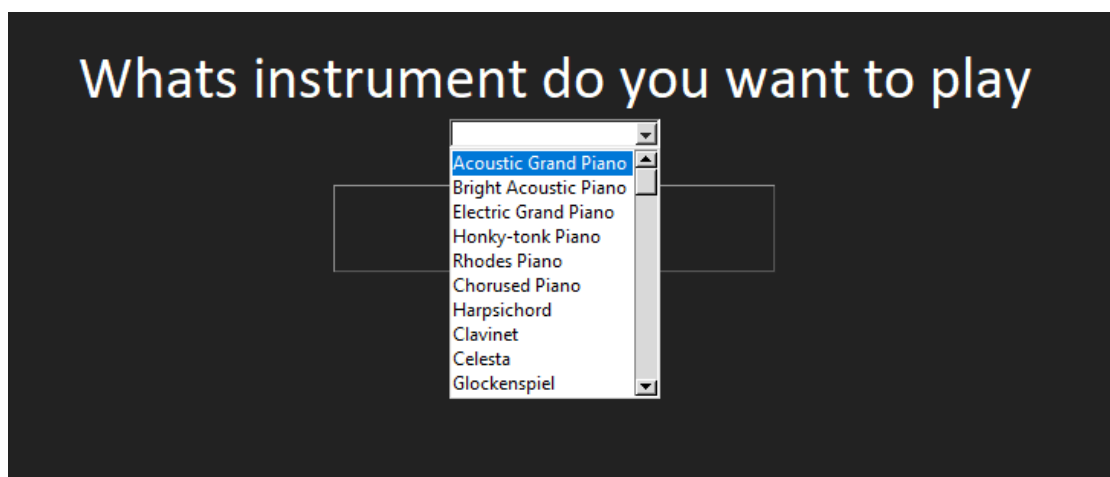 Whats instrument do you want to play
Acoustic Grand Piano
Bright Acoustic Piano
Electric Grand Piano
Honky-tonk Piano
Rhodes Piano
Chorused Piano
Harpsichord
Clavinet
Celesta
Glockenspiel